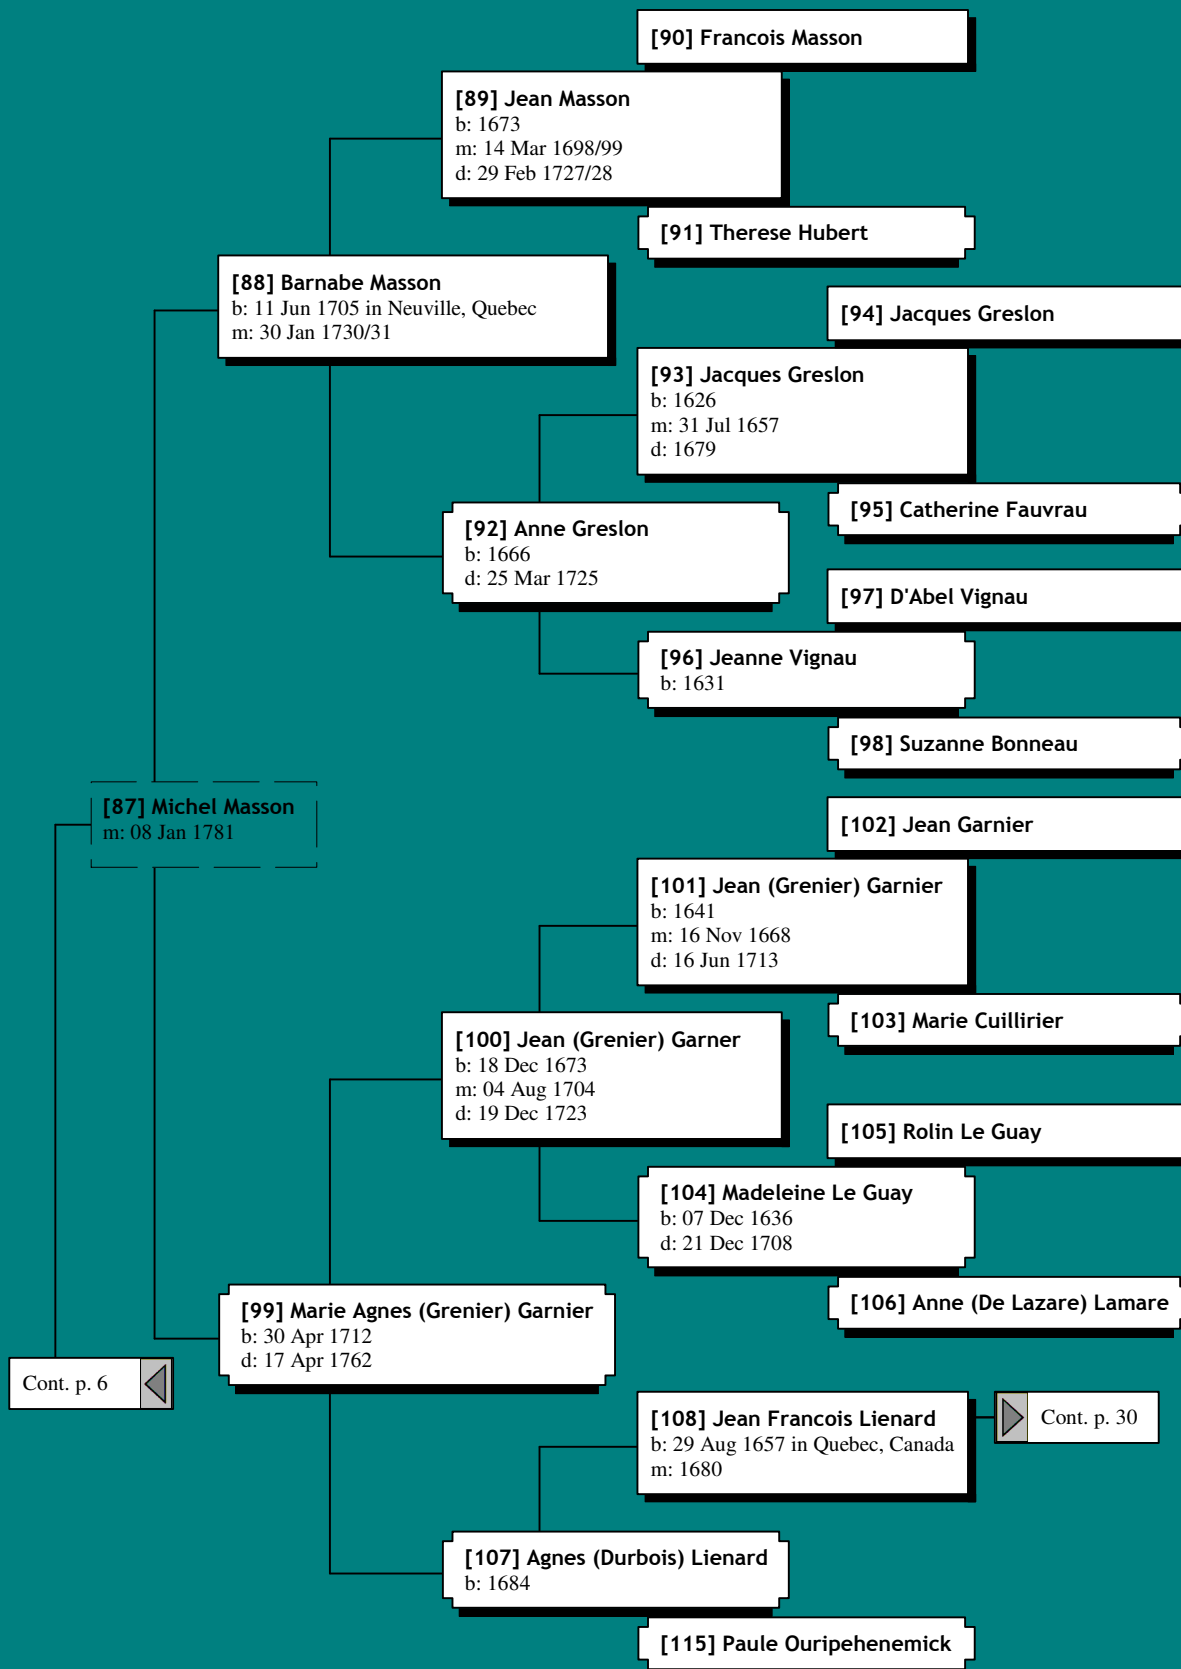 [90] Francois Masson
[89] Jean Masson
b: 1673
m: 14 Mar 1698/99
d: 29 Feb 1727/28
[91] Therese Hubert
[88] Barnabe Masson
b: 11 Jun 1705 in Neuville, Quebec
m: 30 Jan 1730/31
[94] Jacques Greslon
[93] Jacques Greslon
b: 1626
m: 31 Jul 1657
d: 1679
[95] Catherine Fauvrau
[92] Anne Greslon
b: 1666
d: 25 Mar 1725
[97] D'Abel Vignau
[96] Jeanne Vignau
b: 1631
[98] Suzanne Bonneau
[87] Michel Masson
m: 08 Jan 1781
[102] Jean Garnier
[101] Jean (Grenier) Garnier
b: 1641
m: 16 Nov 1668
d: 16 Jun 1713
[103] Marie Cuillirier
[100] Jean (Grenier) Garner
b: 18 Dec 1673
m: 04 Aug 1704
d: 19 Dec 1723
[105] Rolin Le Guay
[104] Madeleine Le Guay
b: 07 Dec 1636
d: 21 Dec 1708
[106] Anne (De Lazare) Lamare
[99] Marie Agnes (Grenier) Garnier
b: 30 Apr 1712
d: 17 Apr 1762
Cont. p. 6
[108] Jean Francois Lienard
b: 29 Aug 1657 in Quebec, Canada
m: 1680
Cont. p. 30
[107] Agnes (Durbois) Lienard
b: 1684
[115] Paule Ouripehenemick